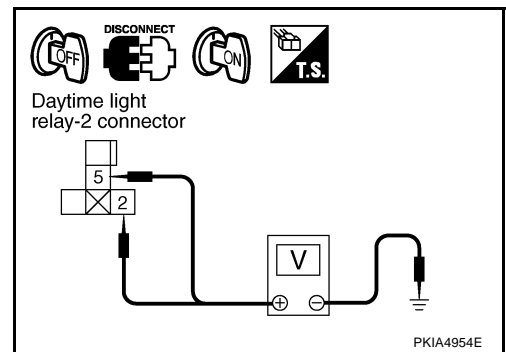 DISCONNECT
OFF
ON
T.S.
Daytime light
relay-2 connector
5
2
V
+ −
PKIA4954E